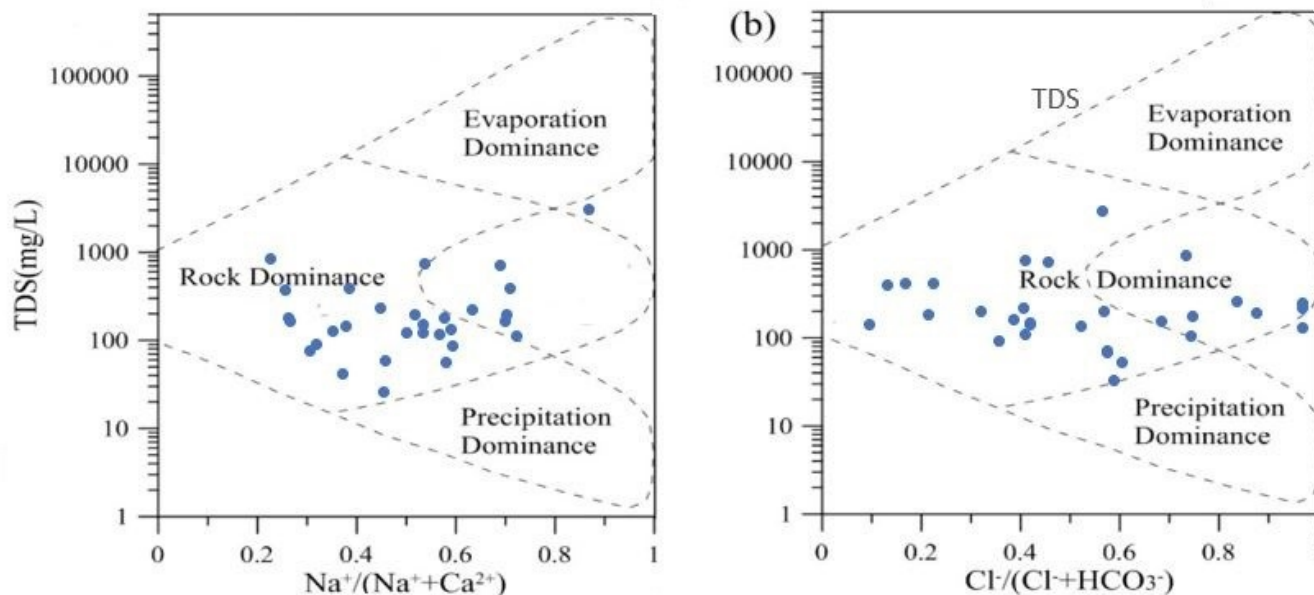 TDS(mg/L)
100000
10000
1000
100
10
1
Evaporation
Dominance
Rock Dominance
Precipitation
Dominance
0
0.2
0.4
0.6
0.8
1
Na⁺/(Na⁺+Ca²⁺)
(b)
TDS
100000
10000
1000
100
10
1
Evaporation
Dominance
Rock Dominance
Precipitation
Dominance
0
0.2
0.4
0.6
0.8
Cl⁻/(Cl⁻+HCO₃⁻)